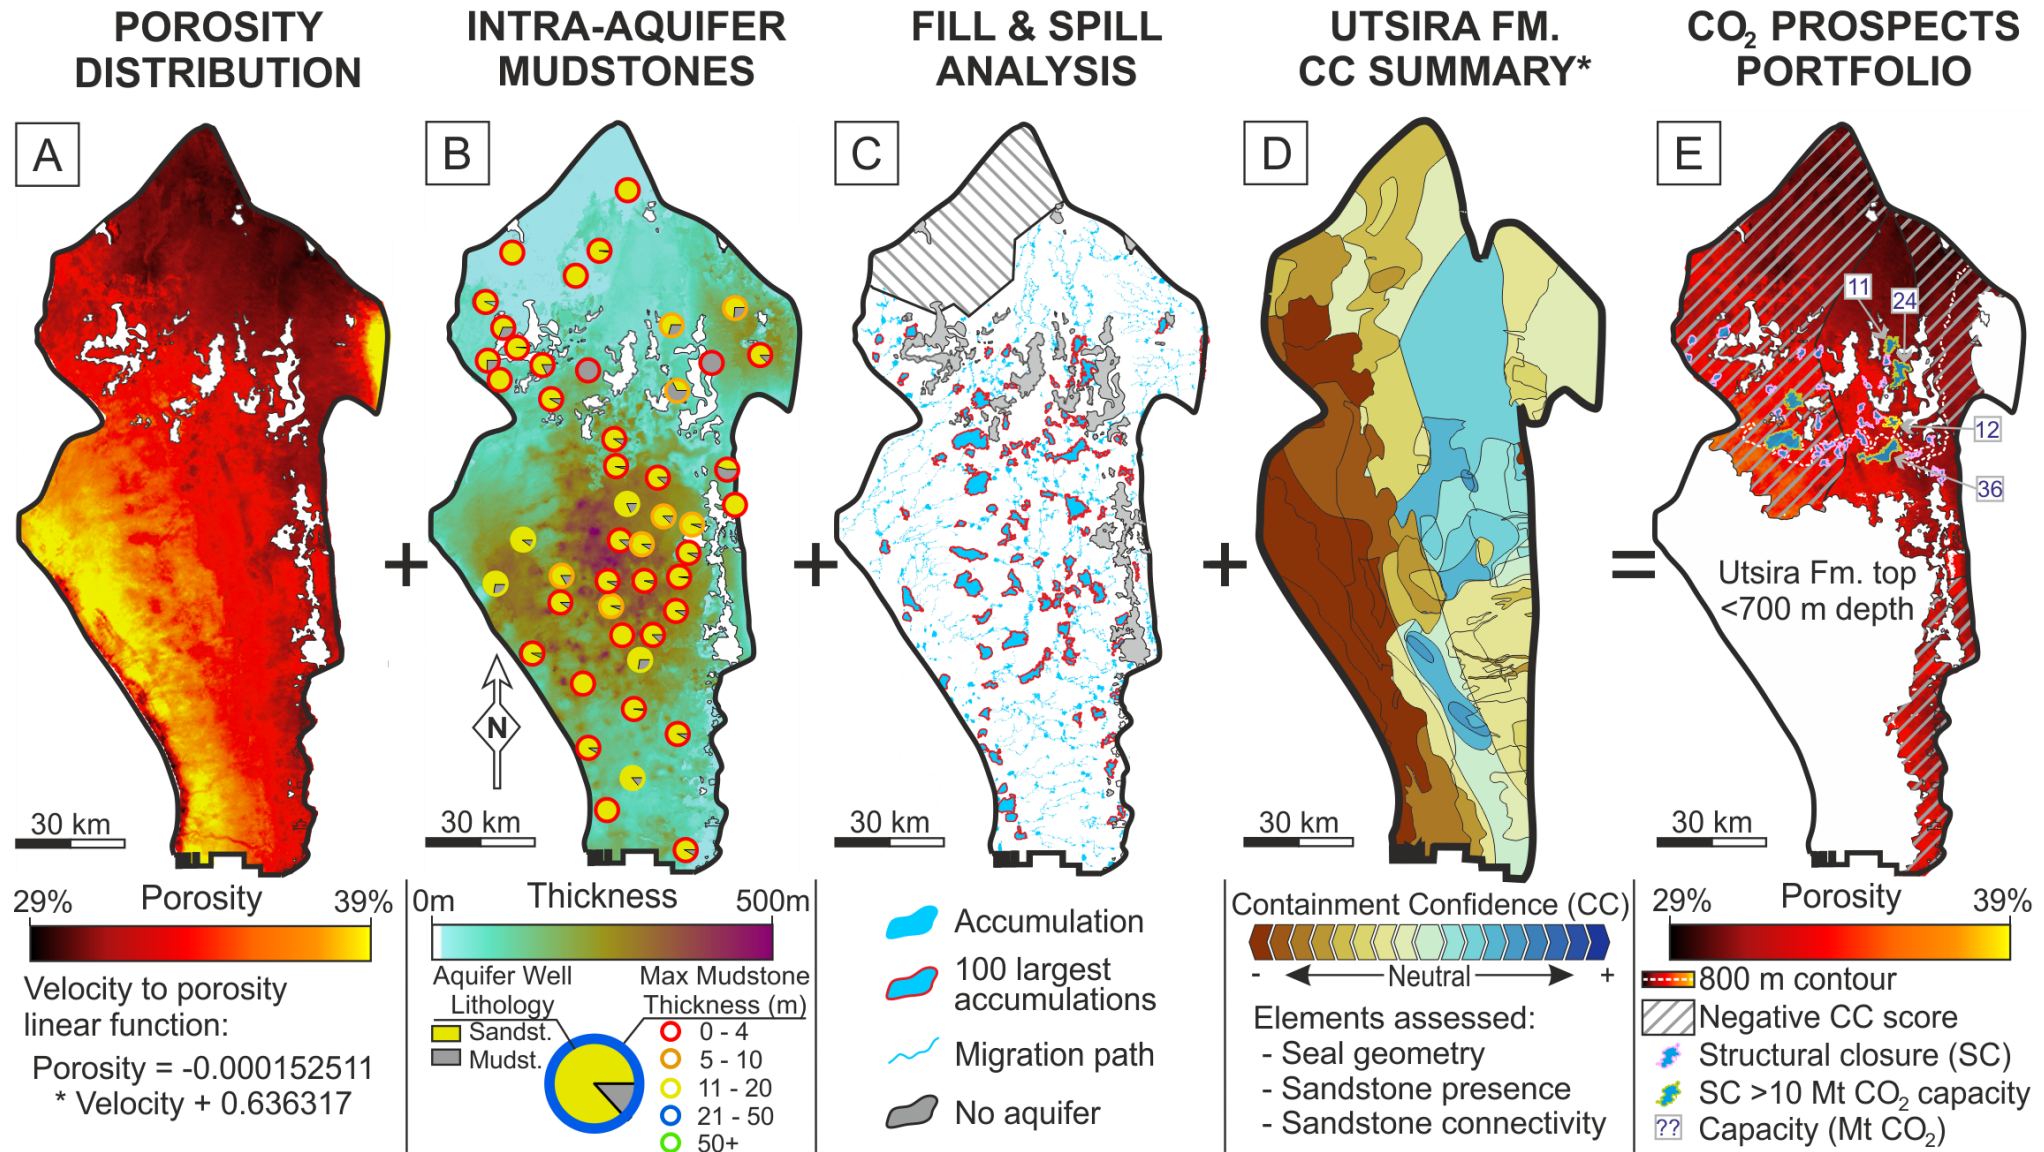 POROSITY
DISTRIBUTION
INTRA-AQUIFER
MUDSTONES
FILL & SPILL
ANALYSIS
UTSIRA FM.
CC SUMMARY*
CO2 PROSPECTS
PORTFOLIO
A
B
C
D
E
11
24
12
36
+
+
+
=
Utsira Fm. top
<700 m depth
N
30 km
30 km
30 km
30 km
30 km
29%
Porosity
39%
Velocity to porosity
linear function:
Porosity = -0.000152511
* Velocity + 0.636317
0m
Thickness
500m
Aquifer Well
Lithology
Sandst.
Mudst.
Max Mudstone
Thickness (m)
0 - 4
5 - 10
11 - 20
21 - 50
50+
Accumulation
100 largest
accumulations
Migration path
No aquifer
Containment Confidence (CC)
- Neutral +
Elements assessed:
- Seal geometry
- Sandstone presence
- Sandstone connectivity
29%
Porosity
39%
800 m contour
Negative CC score
Structural closure (SC)
SC >10 Mt CO2 capacity
?? Capacity (Mt CO2)